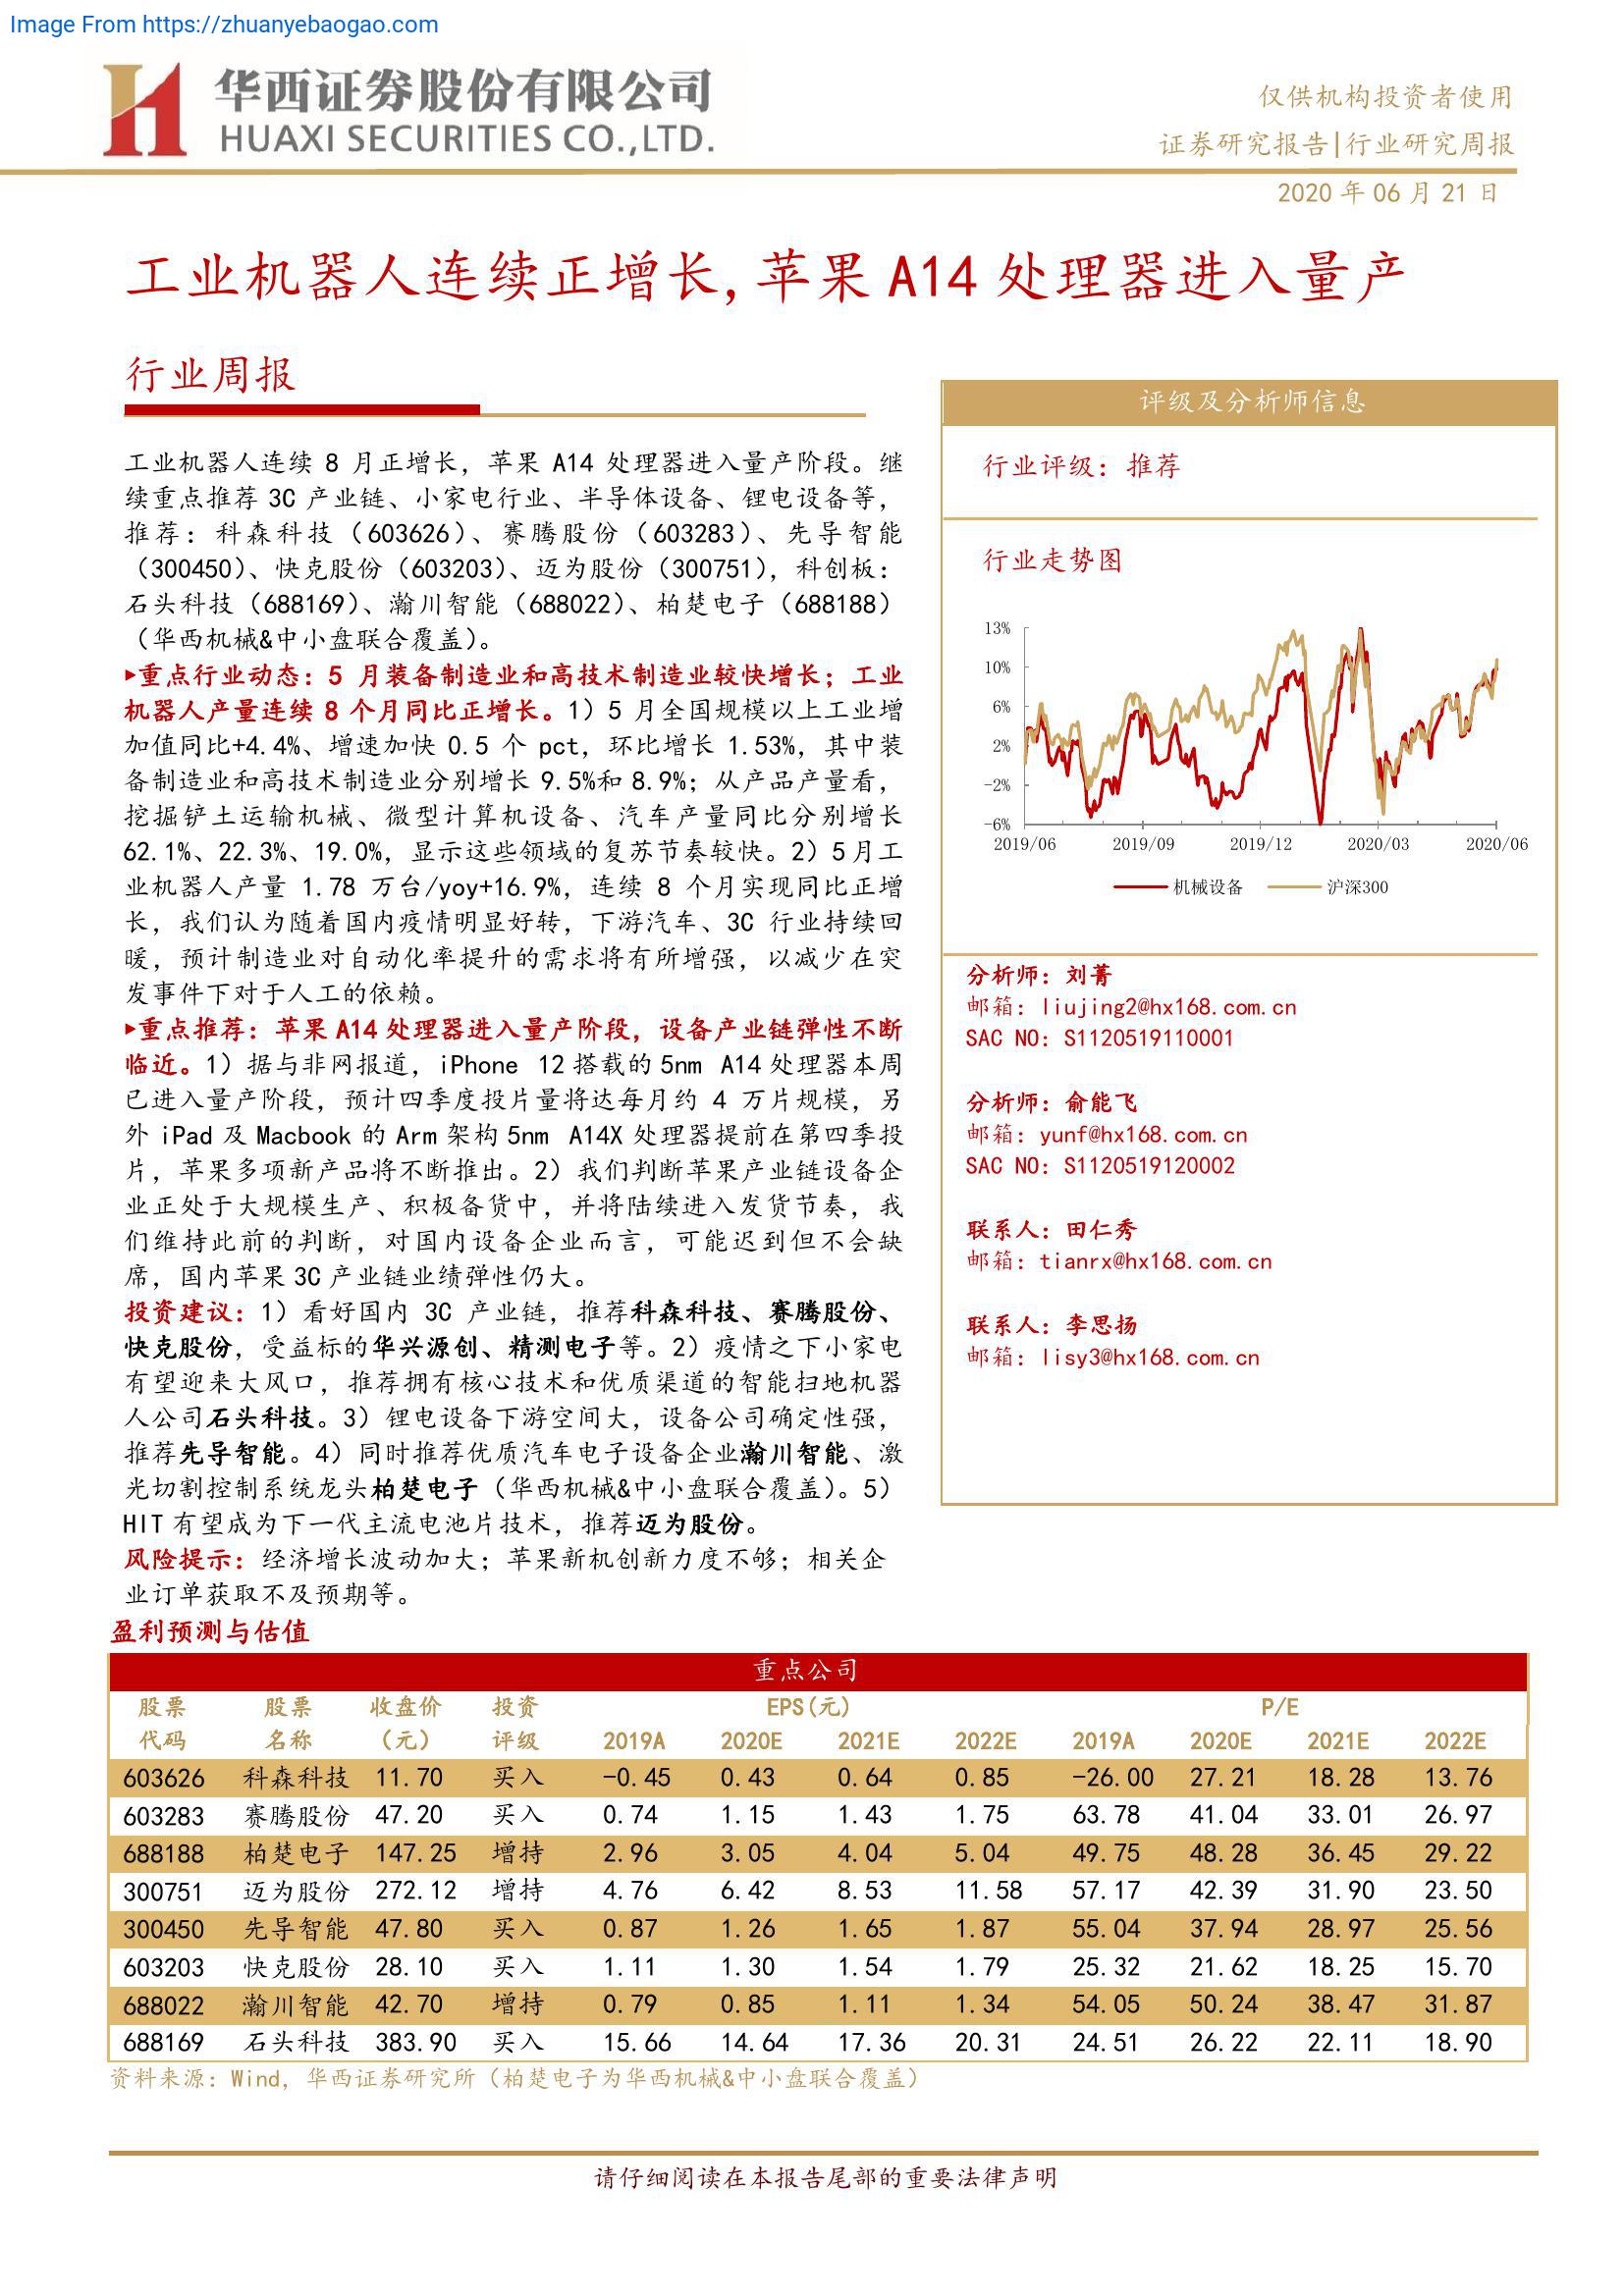 Image From https://zhuanyebaogao.com
华西证券股份有限公司
HUAXI SECURITIES CO.,LTD.
仅供机构投资者使用
证券研究报告|行业研究周报
2020 年 06 月 21 日
工业机器人连续正增长,苹果 A14 处理器进入量产
行业周报
工业机器人连续 8 月正增长，苹果 A14 处理器进入量产阶段。继
续重点推荐 3C 产业链、小家电行业、半导体设备、锂电设备等，
推荐：科森科技（603626）、赛腾股份（603283）、先导智能
（300450）、快克股份（603203）、迈为股份（300751），科创板：
石头科技（688169）、瀚川智能（688022）、柏楚电子（688188）
（华西机械&中小盘联合覆盖）。
▸重点行业动态：5 月装备制造业和高技术制造业较快增长；工业
机器人产量连续 8 个月同比正增长。1）5 月全国规模以上工业增
加值同比+4.4%、增速加快 0.5 个 pct，环比增长 1.53%，其中装
备制造业和高技术制造业分别增长 9.5%和 8.9%；从产品产量看，
挖掘铲土运输机械、微型计算机设备、汽车产量同比分别增长
62.1%、22.3%、19.0%，显示这些领域的复苏节奏较快。2）5 月工
业机器人产量 1.78 万台/yoy+16.9%，连续 8 个月实现同比正增
长，我们认为随着国内疫情明显好转，下游汽车、3C 行业持续回
暖，预计制造业对自动化率提升的需求将有所增强，以减少在突
发事件下对于人工的依赖。
▸重点推荐：苹果 A14 处理器进入量产阶段，设备产业链弹性不断
临近。1）据与非网报道，iPhone 12 搭载的 5nm A14 处理器本周
已进入量产阶段，预计四季度投片量将达每月约 4 万片规模，另
外 iPad 及 Macbook 的 Arm 架构 5nm A14X 处理器提前在第四季投
片，苹果多项新产品将不断推出。2）我们判断苹果产业链设备企
业正处于大规模生产、积极备货中，并将陆续进入发货节奏，我
们维持此前的判断，对国内设备企业而言，可能迟到但不会缺
席，国内苹果 3C 产业链业绩弹性仍大。
投资建议：1）看好国内 3C 产业链，推荐科森科技、赛腾股份、
快克股份，受益标的华兴源创、精测电子等。2）疫情之下小家电
有望迎来大风口，推荐拥有核心技术和优质渠道的智能扫地机器
人公司石头科技。3）锂电设备下游空间大，设备公司确定性强，
推荐先导智能。4）同时推荐优质汽车电子设备企业瀚川智能、激
光切割控制系统龙头柏楚电子（华西机械&中小盘联合覆盖）。5）
HIT 有望成为下一代主流电池片技术，推荐迈为股份。
风险提示：经济增长波动加大；苹果新机创新力度不够；相关企
业订单获取不及预期等。
评级及分析师信息
行业评级：推荐
行业走势图
13%
10%
6%
2%
-2%
-6%
2019/06 2019/09 2019/12 2020/03 2020/06
机械设备 沪深300
分析师：刘菁
邮箱：liujing2@hx168.com.cn
SAC NO：S1120519110001
分析师：俞能飞
邮箱：yunf@hx168.com.cn
SAC NO：S1120519120002
联系人：田仁秀
邮箱：tianrx@hx168.com.cn
联系人：李思扬
邮箱：lisy3@hx168.com.cn
盈利预测与估值
重点公司
股票 股票 收盘价 投资 EPS(元) P/E
代码 名称 （元） 评级 2019A 2020E 2021E 2022E 2019A 2020E 2021E 2022E
603626 科森科技 11.70 买入 -0.45 0.43 0.64 0.85 -26.00 27.21 18.28 13.76
603283 赛腾股份 47.20 买入 0.74 1.15 1.43 1.75 63.78 41.04 33.01 26.97
688188 柏楚电子 147.25 增持 2.96 3.05 4.04 5.04 49.75 48.28 36.45 29.22
300751 迈为股份 272.12 增持 4.76 6.42 8.53 11.58 57.17 42.39 31.90 23.50
300450 先导智能 47.80 买入 0.87 1.26 1.65 1.87 55.04 37.94 28.97 25.56
603203 快克股份 28.10 买入 1.11 1.30 1.54 1.79 25.32 21.62 18.25 15.70
688022 瀚川智能 42.70 增持 0.79 0.85 1.11 1.34 54.05 50.24 38.47 31.87
688169 石头科技 383.90 买入 15.66 14.64 17.36 20.31 24.51 26.22 22.11 18.90
资料来源：Wind，华西证券研究所（柏楚电子为华西机械&中小盘联合覆盖）
请仔细阅读在本报告尾部的重要法律声明